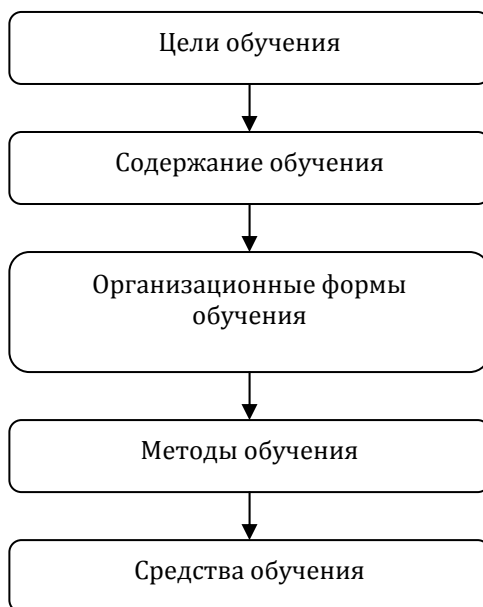 Цели обучения
Содержание обучения
Организационные формы
обучения
Методы обучения
Средства обучения